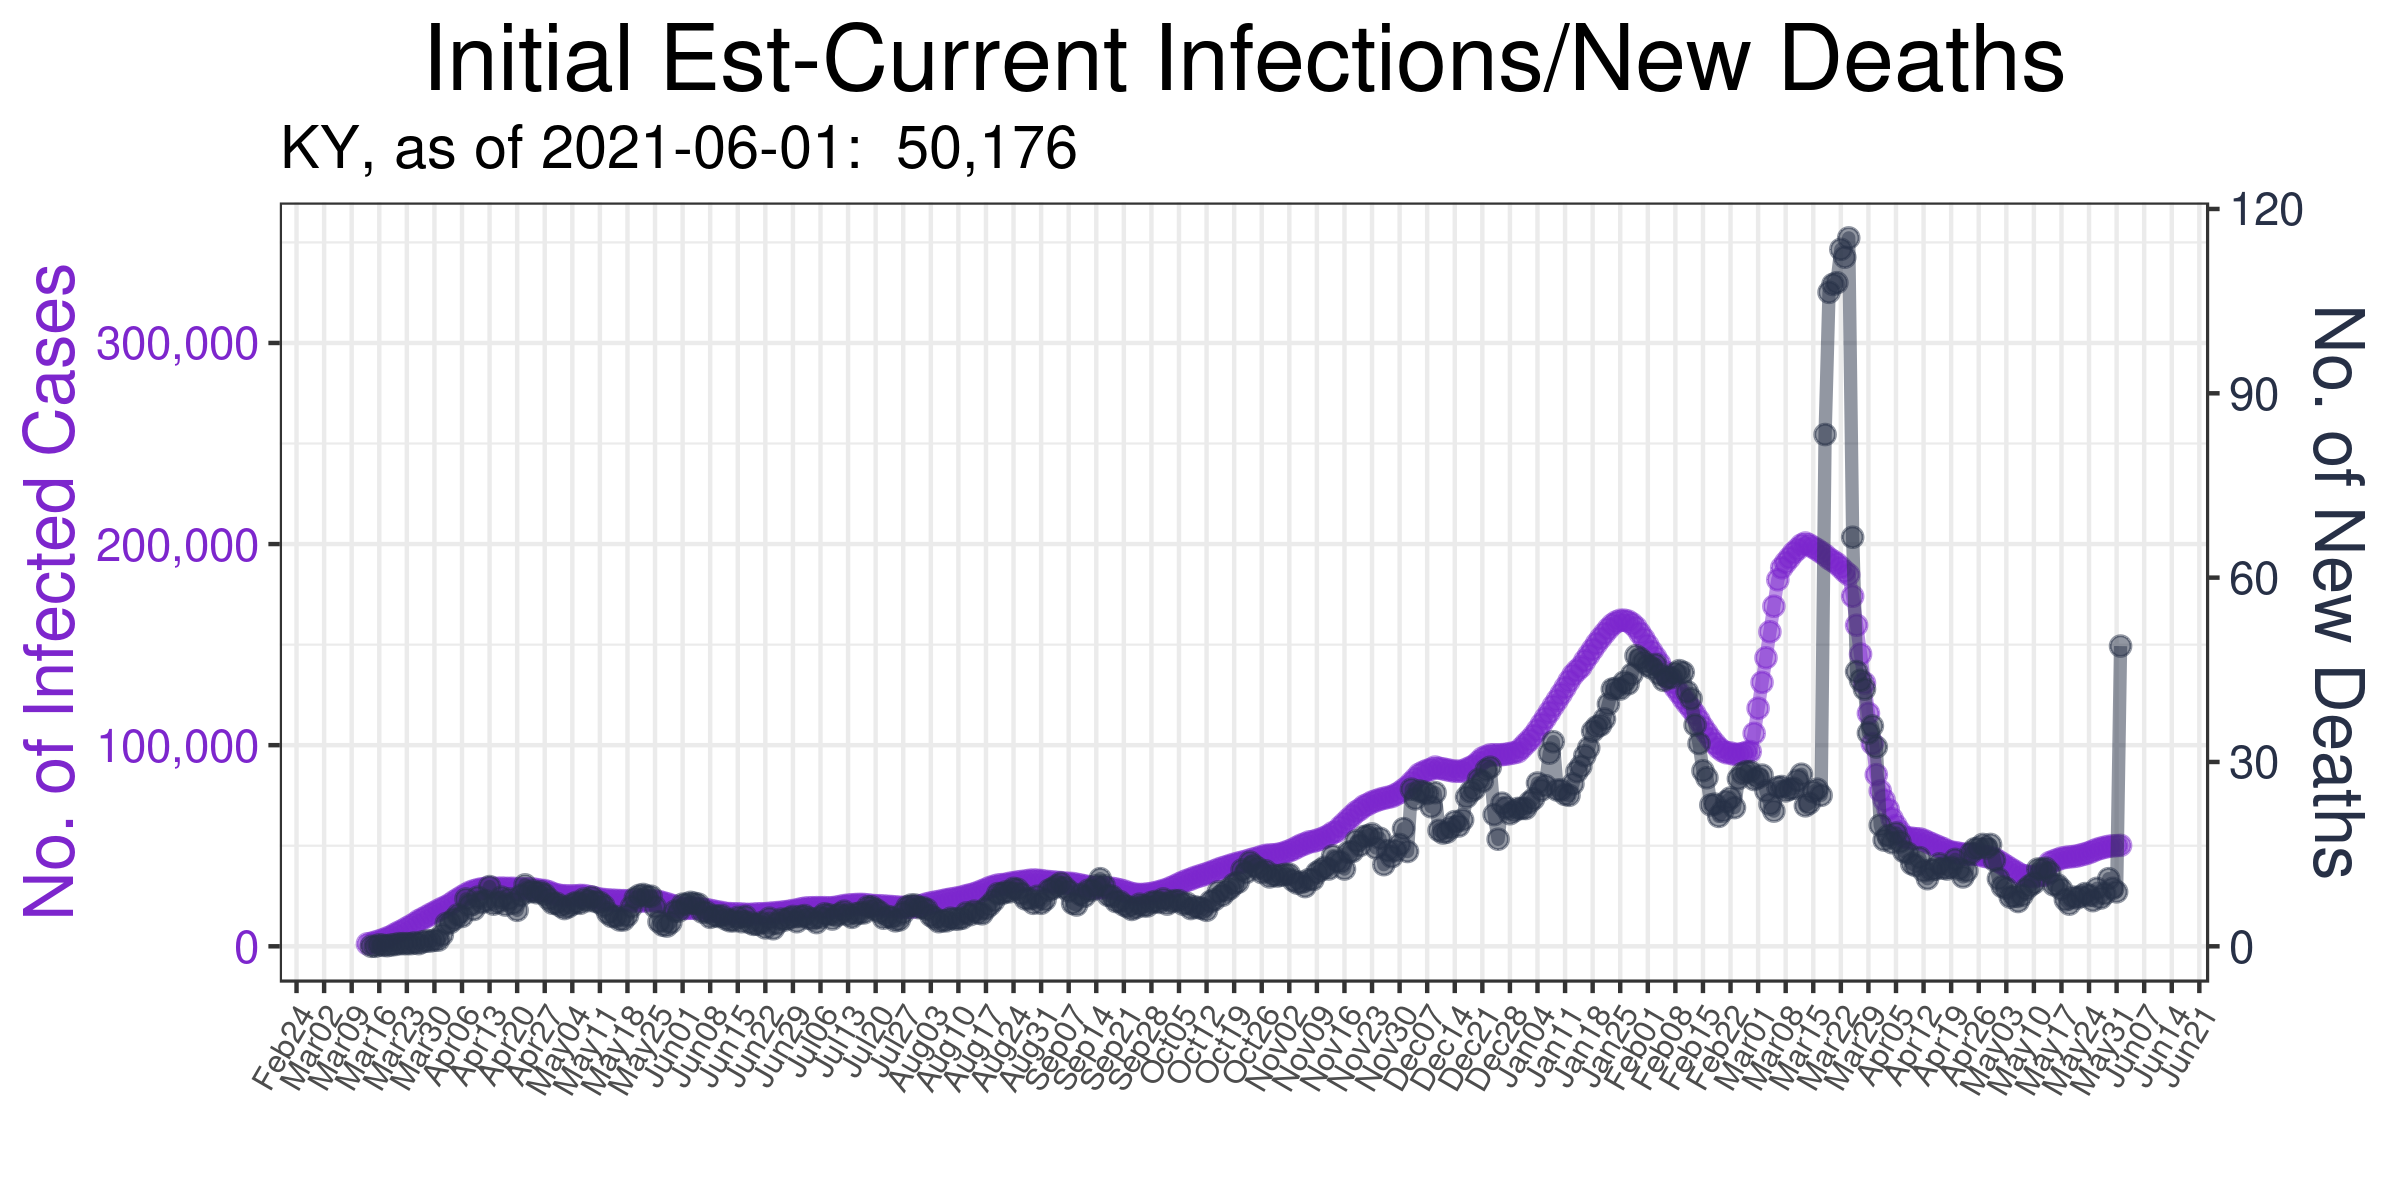 Initial Est-Current Infections/New Deaths
KY, as of 2021-06-01: 50,176
No. of Infected Cases
300,000
200,000
100,000
0
120
90
60
30
0
No. of New Deaths
Feb24
Mar02
Mar09
Mar16
Mar23
Mar30
Apr06
Apr13
Apr20
Apr27
May04
May11
May18
May25
Jun01
Jun08
Jun15
Jun22
Jun29
Jul06
Jul13
Jul20
Jul27
Aug03
Aug10
Aug17
Aug24
Aug31
Sep07
Sep14
Sep21
Sep28
Oct05
Oct12
Oct19
Oct26
Nov02
Nov09
Nov16
Nov23
Nov30
Dec07
Dec14
Dec21
Dec28
Jan04
Jan11
Jan18
Jan25
Feb01
Feb08
Feb15
Feb22
Mar01
Mar08
Mar15
Mar22
Mar29
Apr05
Apr12
Apr19
Apr26
May03
May10
May17
May24
May31
Jun07
Jun14
Jun21